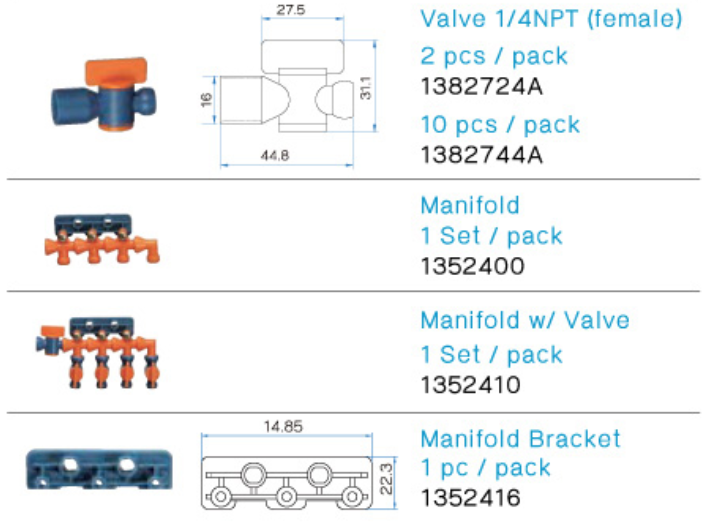 27.5
16
31.1
44.8
Valve 1/4NPT (female)
2 pcs / pack
1382724A
10 pcs / pack
1382744A
Manifold
1 Set / pack
1352400
Manifold w/ Valve
1 Set / pack
1352410
14.85
22.3
Manifold Bracket
1 pc / pack
1352416